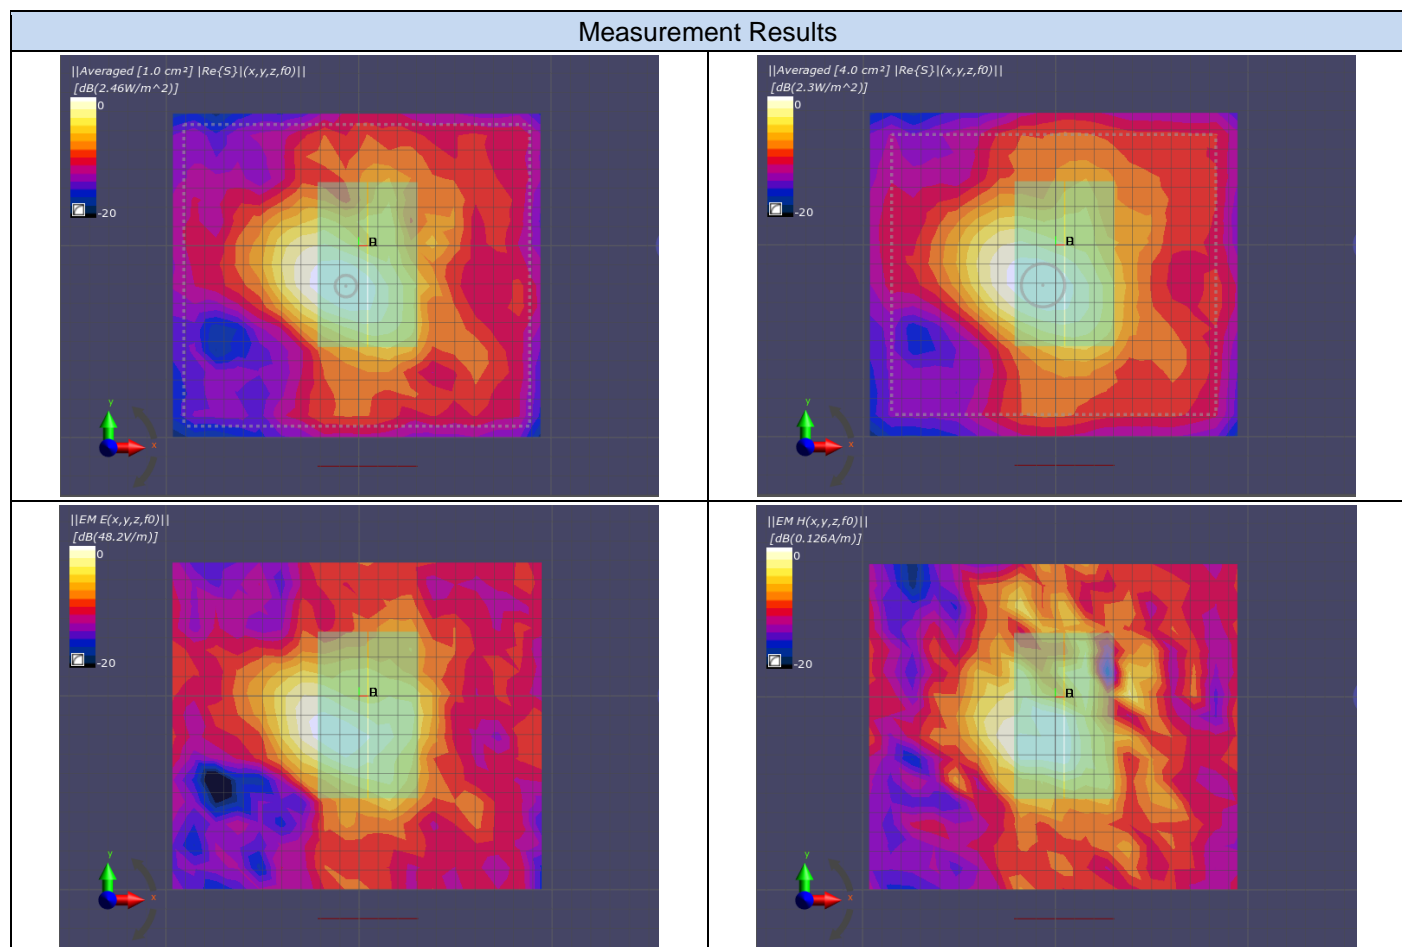 Measurement Results
||Averaged [1.0 cm²] |Re{S}|(x,y,z,f0)||
[dB(2.46W/m^2)]
0
-20
B
y
x
||Averaged [4.0 cm²] |Re{S}|(x,y,z,f0)||
[dB(2.3W/m^2)]
0
-20
B
y
x
||EM E(x,y,z,f0)||
[dB(48.2V/m)]
0
-20
B
y
x
||EM H(x,y,z,f0)||
[dB(0.126A/m)]
0
-20
B
y
x